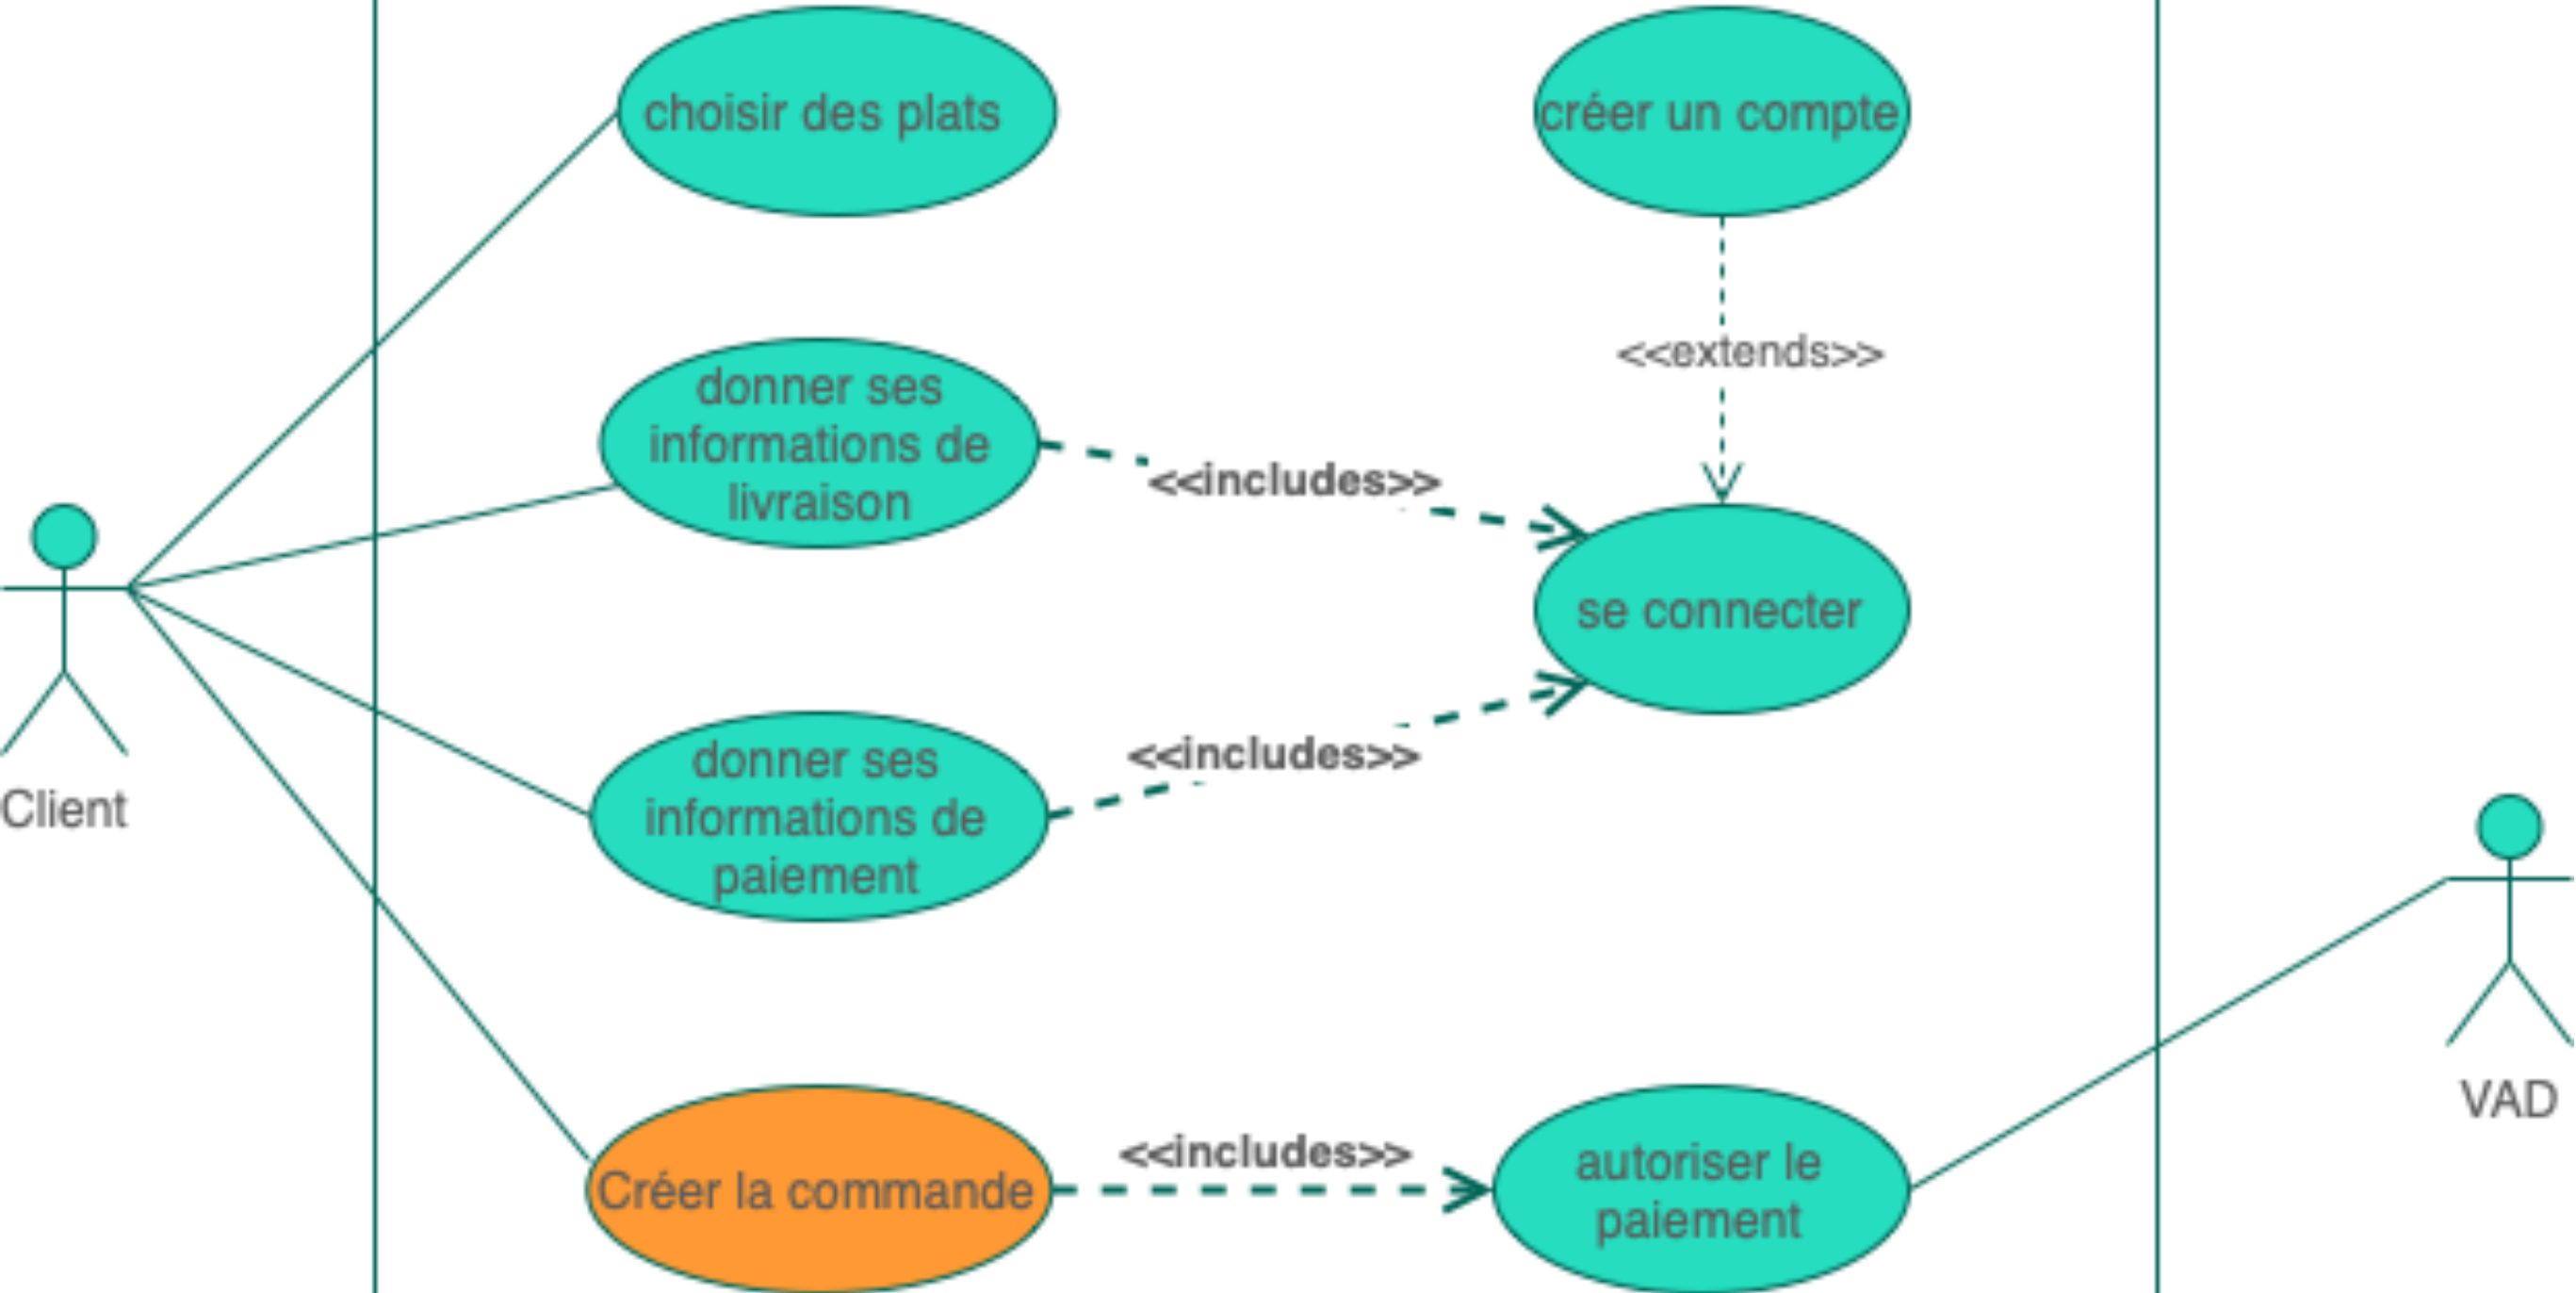 choisir des plats
créer un compte
<<extends>>
donner ses
informations de
livraison
<<includes>>
se connecter
Client
donner ses
informations de
paiement
<<includes>>
VAD
Créer la commande
<<includes>>
autoriser le
paiement